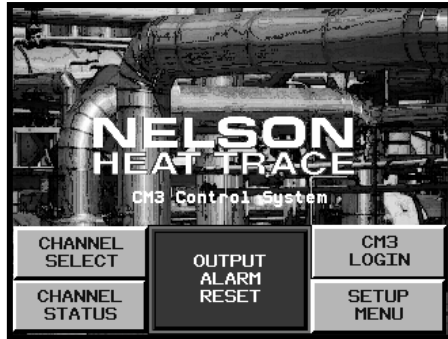 NELSON
HEAT TRACE
CM3 Control System
CHANNEL
SELECT
OUTPUT
ALARM
RESET
CM3
LOGIN
CHANNEL
STATUS
SETUP
MENU